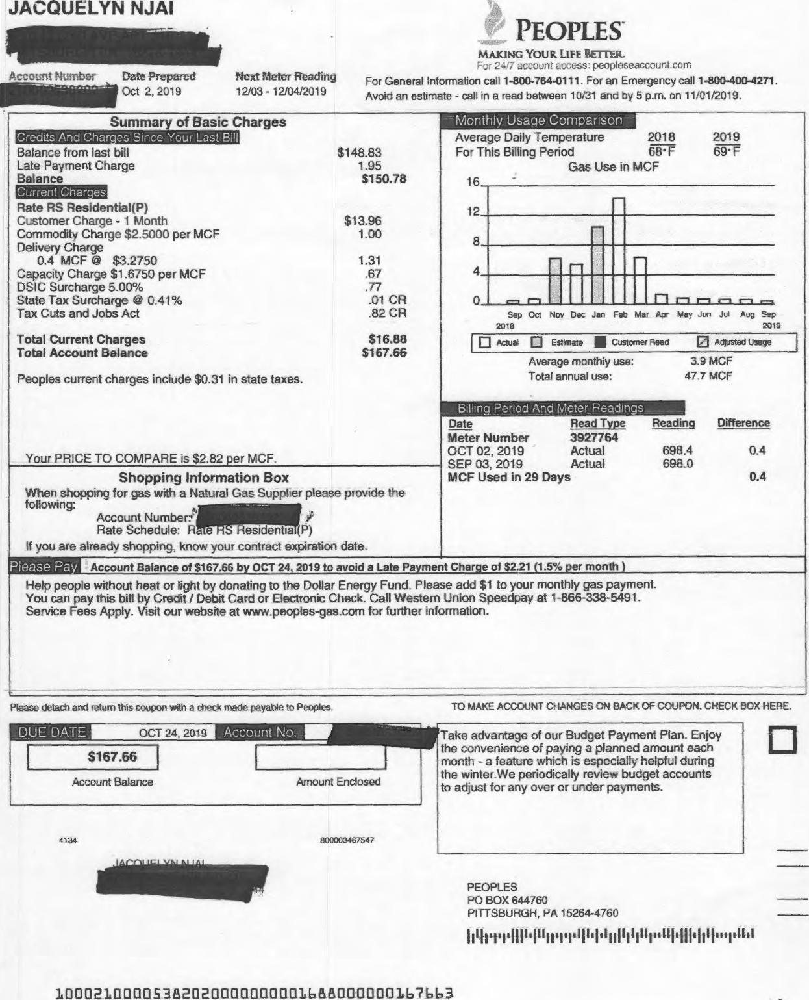 JACQUELYN NJAI
PEOPLES
MAKING YOUR LIFE BETTER.
For 24/7 account access: peopleseaccount.com
Account Number Date Prepared Next Meter Reading
Oct 2, 2019 12/03 - 12/04/2019
For General Information call 1-800-764-0111. For an Emergency call 1-800-400-4271.
Avoid an estimate - call in a read between 10/31 and by 5 p.m. on 11/01/2019.
Summary of Basic Charges
Credits And Charges Since Your Last Bill
Balance from last bill $148.83
Late Payment Charge 1.95
Balance $150.78
Current Charges
Rate RS Residential(P)
Customer Charge - 1 Month $13.96
Commodity Charge $2.5000 per MCF 1.00
Delivery Charge
0.4 MCF @ $3.2750 1.31
Capacity Charge $1.6750 per MCF .67
DSIC Surcharge 5.00% .77
State Tax Surcharge @ 0.41% .01 CR
Tax Cuts and Jobs Act .82 CR
Total Current Charges $16.88
Total Account Balance $167.66
Peoples current charges include $0.31 in state taxes.
Your PRICE TO COMPARE is $2.82 per MCF.
Shopping Information Box
When shopping for gas with a Natural Gas Supplier please provide the
following:
Account Number:
Rate Schedule: Rate RS Residential(P)
If you are already shopping, know your contract expiration date.
Monthly Usage Comparison
Average Daily Temperature 2018 2019
For This Billing Period 68°F 69°F
Gas Use in MCF
16
12
8
4
0
Sep Oct Nov Dec Jan Feb Mar Apr May Jun Jul Aug Sep
2018 2019
Actual Estimate Customer Read Adjusted Usage
Average monthly use: 3.9 MCF
Total annual use: 47.7 MCF
Billing Period And Meter Readings
Date Read Type Reading Difference
Meter Number 3927764
OCT 02, 2019 Actual 698.4 0.4
SEP 03, 2019 Actual 698.0
MCF Used in 29 Days 0.4
Please Pay Account Balance of $167.66 by OCT 24, 2019 to avoid a Late Payment Charge of $2.21 (1.5% per month )
Help people without heat or light by donating to the Dollar Energy Fund. Please add $1 to your monthly gas payment.
You can pay this bill by Credit / Debit Card or Electronic Check. Call Western Union Speedpay at 1-866-338-5491.
Service Fees Apply. Visit our website at www.peoples-gas.com for further information.
Please detach and return this coupon with a check made payable to Peoples.
TO MAKE ACCOUNT CHANGES ON BACK OF COUPON, CHECK BOX HERE.
DUE DATE OCT 24, 2019 Account No.
$167.66
Account Balance Amount Enclosed
Take advantage of our Budget Payment Plan. Enjoy
the convenience of paying a planned amount each
month - a feature which is especially helpful during
the winter.We periodically review budget accounts
to adjust for any over or under payments.
4134 800003467547
JACQUELYN NJAI
PEOPLES
PO BOX 644760
PITTSBURGH, PA 15264-4760
1000210000538202000000000016880000000167663